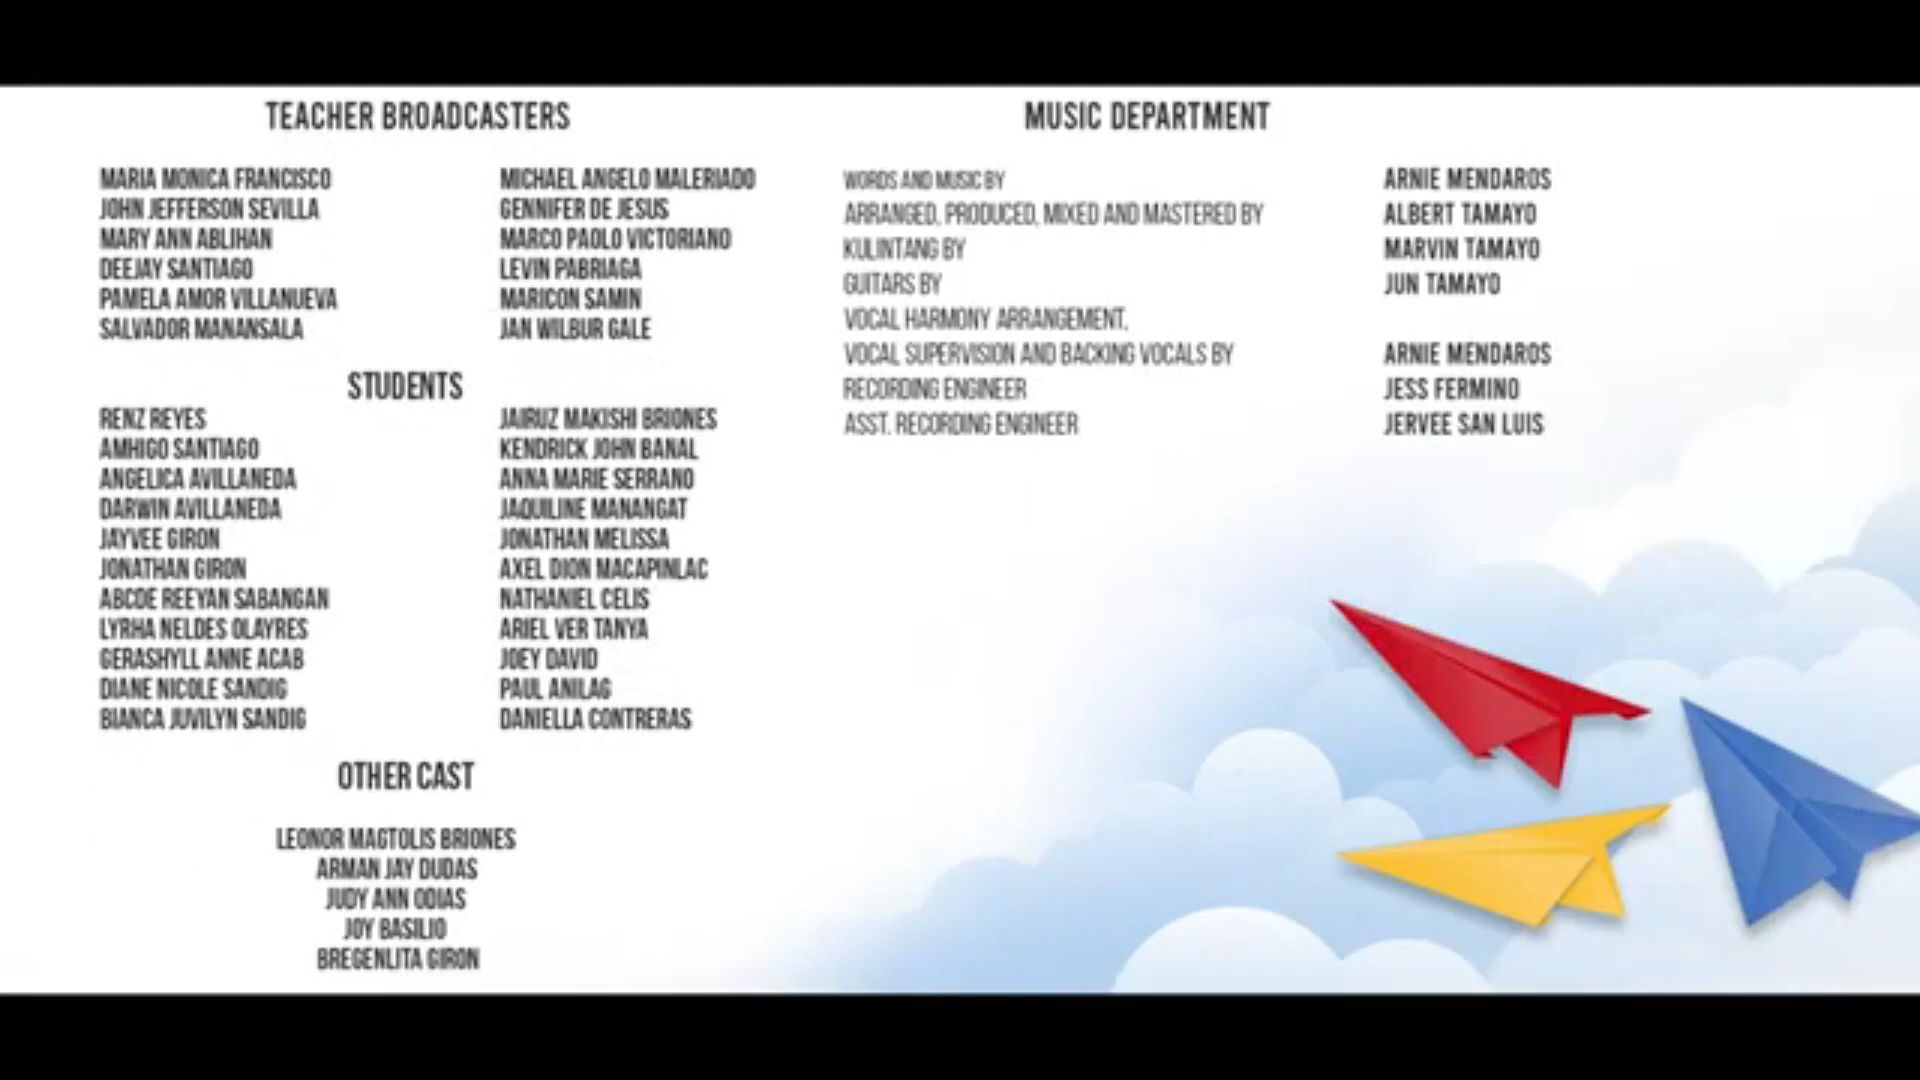 TEACHER BROADCASTERS
MARIA MONICA FRANCISCO
JOHN JEFFERSON SEVILLA
MARY ANN ABLIHAN
DEEJAY SANTIAGO
PAMELA AMOR VILLANUEVA
SALVADOR MANANSALA
MICHAEL ANGELO MALERIADO
GENNIFER DE JESUS
MARCO PAOLO VICTORIANO
LEVIN PABRIAGA
MARICON SAMIN
JAN WILBUR GALE
STUDENTS
RENZ REYES
AMHIGO SANTIAGO
ANGELICA AVILLANEDA
DARWIN AVILLANEDA
JAYVEE GIRON
JONATHAN GIRON
ABCDE REEYAN SABANGAN
LYRHA NELDES OLAYRES
GERASHYLL ANNE ACAB
DIANE NICOLE SANDIG
BIANCA JUVILYN SANDIG
JAIRUZ MAKISHI BRIONES
KENDRICK JOHN BANAL
ANNA MARIE SERRANO
JAQUILINE MANANGAT
JONATHAN MELISSA
AXEL DION MACAPINLAC
NATHANIEL CELIS
ARIEL VER TANYA
JOEY DAVID
PAUL ANILAG
DANIELLA CONTRERAS
OTHER CAST
LEONOR MAGTOLIS BRIONES
ARMAN JAY DUDAS
JUDY ANN ODIAS
JOY BASILIO
BREGENLITA GIRON
MUSIC DEPARTMENT
WORDS AND MUSIC BY ARNIE MENDAROS
ARRANGED, PRODUCED, MIXED AND MASTERED BY ALBERT TAMAYO
KULINTANG BY MARVIN TAMAYO
GUITARS BY JUN TAMAYO
VOCAL HARMONY ARRANGEMENT,
VOCAL SUPERVISION AND BACKING VOCALS BY ARNIE MENDAROS
RECORDING ENGINEER JESS FERMINO
ASST. RECORDING ENGINEER JERVEE SAN LUIS